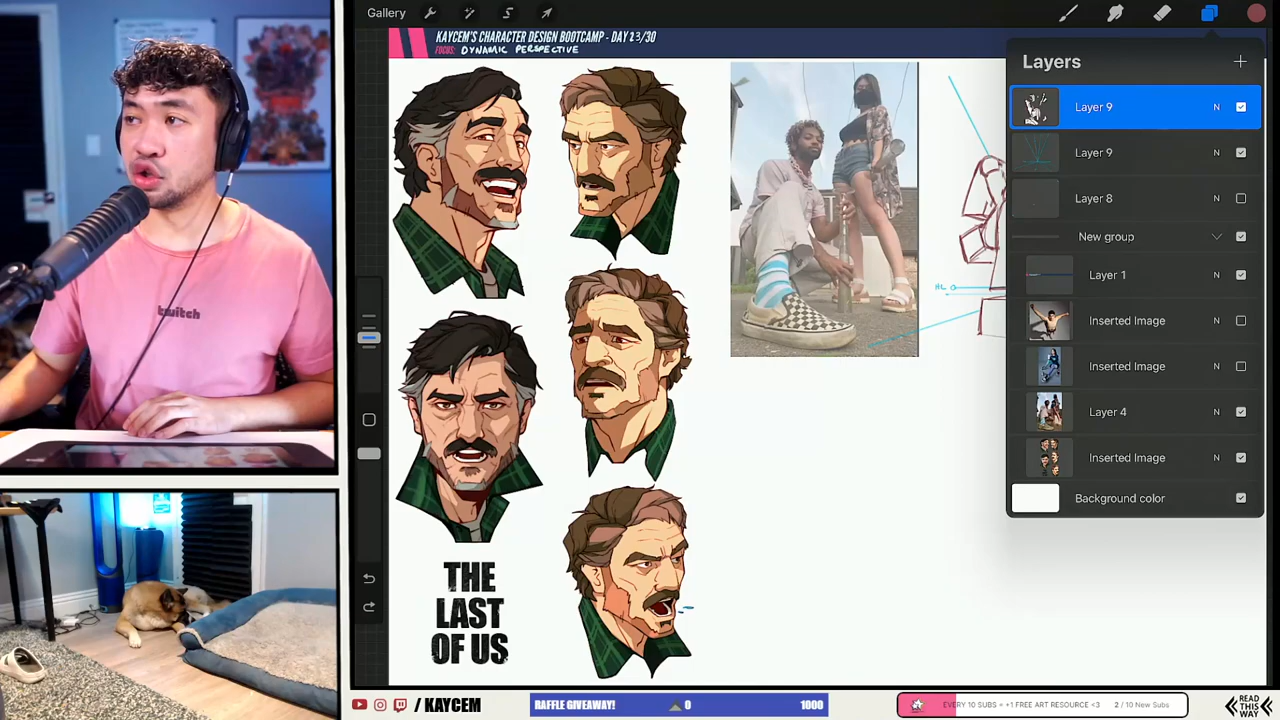 Gallery
KAYCEM'S CHARACTER DESIGN BOOTCAMP - DAY 23/30
FOCUS: DYNAMIC PERSPECTIVE
Layers
Layer 9 N
Layer 9 N
Layer 8 N
New group
Layer 1 N
Inserted Image N
Inserted Image N
Layer 4 N
Inserted Image N
Background color
HL
twitch
THE
LAST
OF US
/ KAYCEM
RAFFLE GIVEAWAY! 0 1000
EVERY 10 SUBS = +1 FREE ART RESOURCE <3 2 / 10 New Subs
READ
THIS
WAY